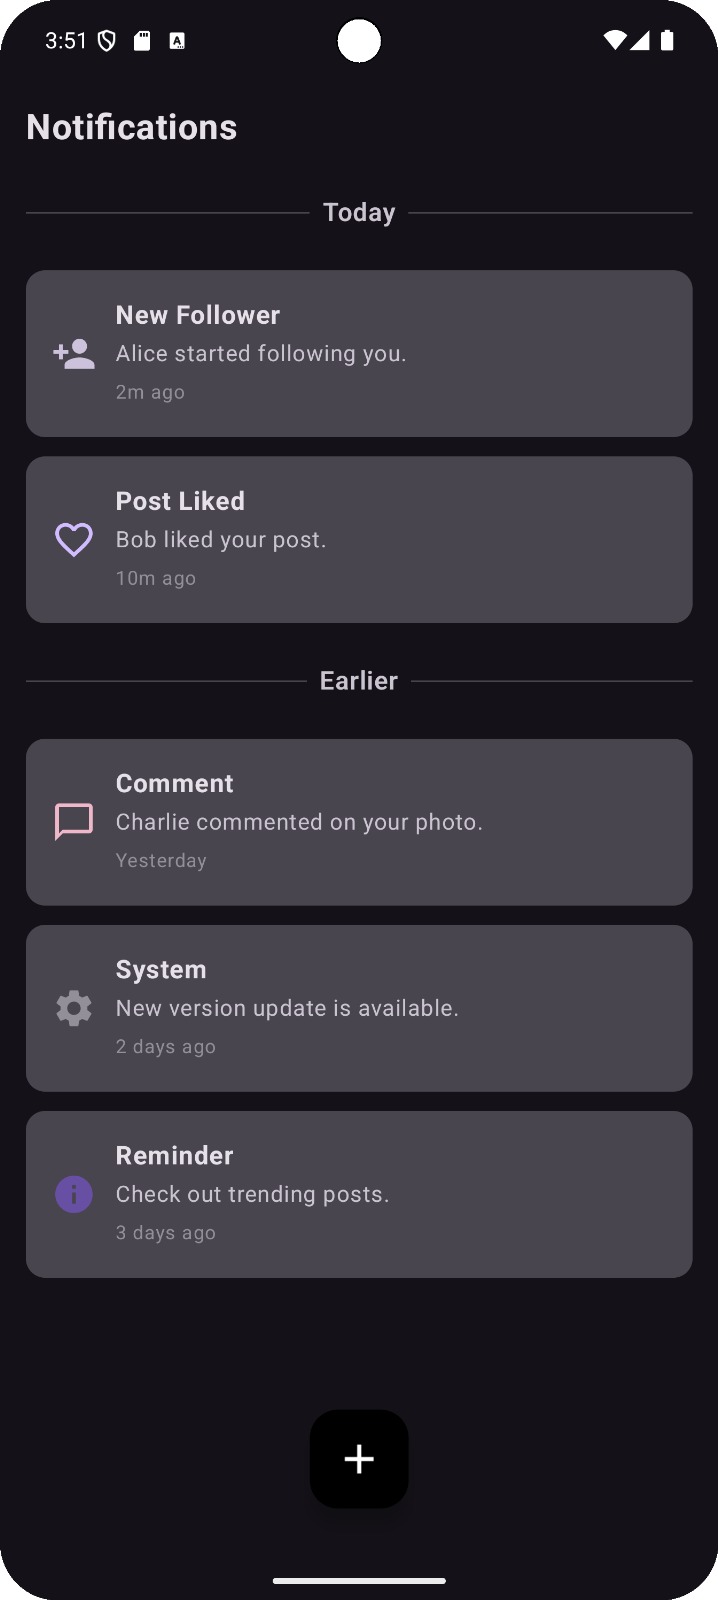 3:51
Notifications
Today
New Follower
Alice started following you.
2m ago
Post Liked
Bob liked your post.
10m ago
Earlier
Comment
Charlie commented on your photo.
Yesterday
System
New version update is available.
2 days ago
Reminder
Check out trending posts.
3 days ago